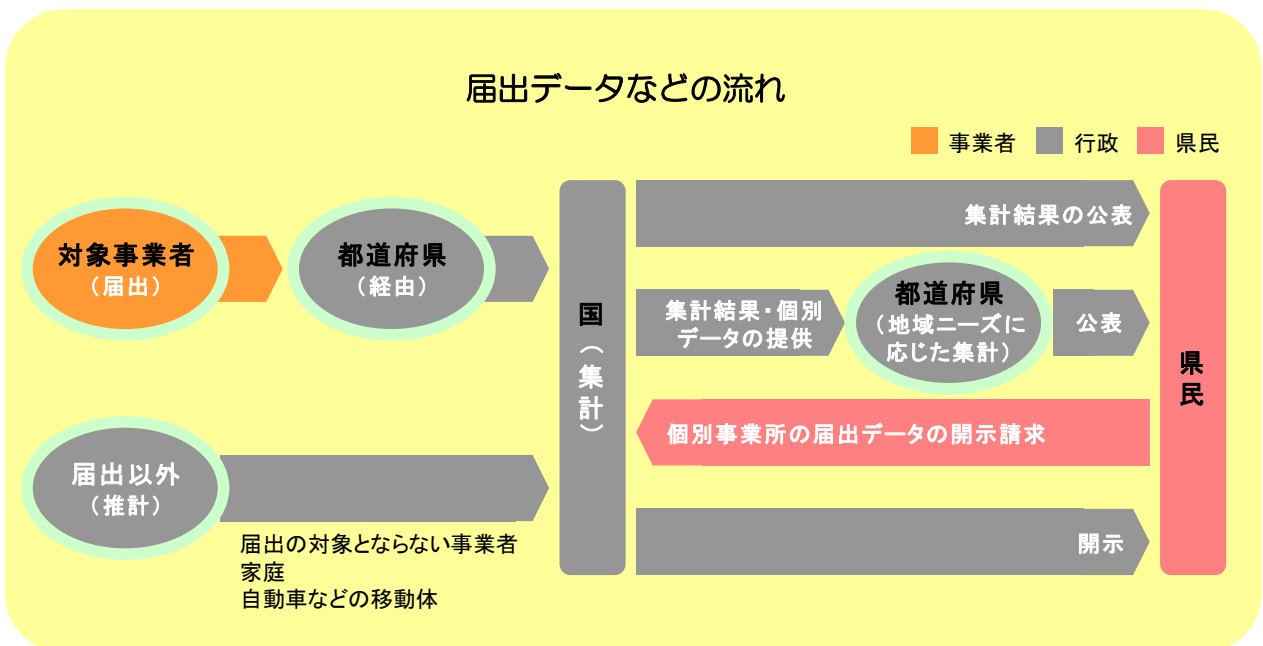 届出データなどの流れ
事業者
行政
県民
対象事業者
（届出）
都道府県
（経由）
届出以外
（推計）
届出の対象とならない事業者
家庭
自動車などの移動体
国（集計）
集計結果の公表
集計結果・個別
データの提供
都道府県
（地域ニーズに
応じた集計）
公表
個別事業所の届出データの開示請求
開示
県民